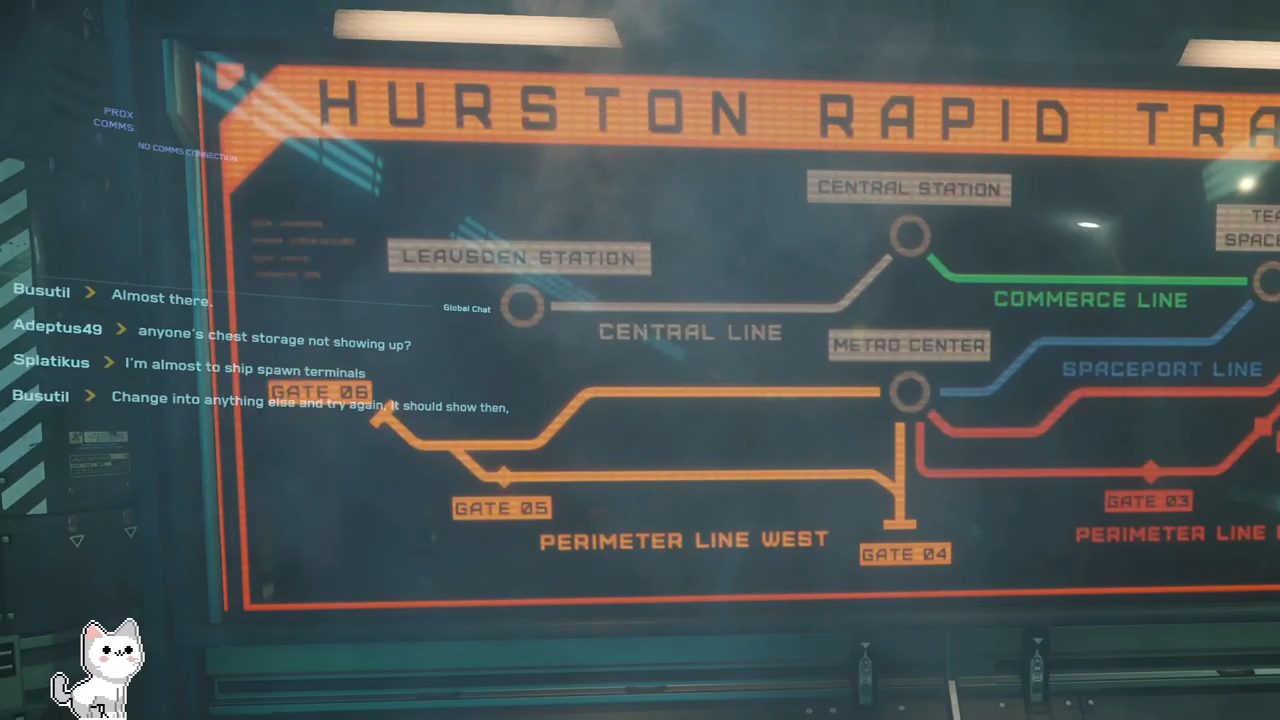 HURSTON RAPID TRA
PROX
COMMS
NO COMMS CONNECTION
CENTRAL STATION
TEA
SPACE
LEAVSDEN STATION
Busutil > Almost there.
Global Chat
COMMERCE LINE
Adeptus49 > anyone's chest storage not showing up?
CENTRAL LINE
METRO CENTER
Splatikus > I'm almost to ship spawn terminals
SPACEPORT LINE
GATE 06
Busutil > Change into anything else and try again, It should show then,
GATE 05
GATE 03
PERIMETER LINE WEST
PERIMETER LINE
GATE 04